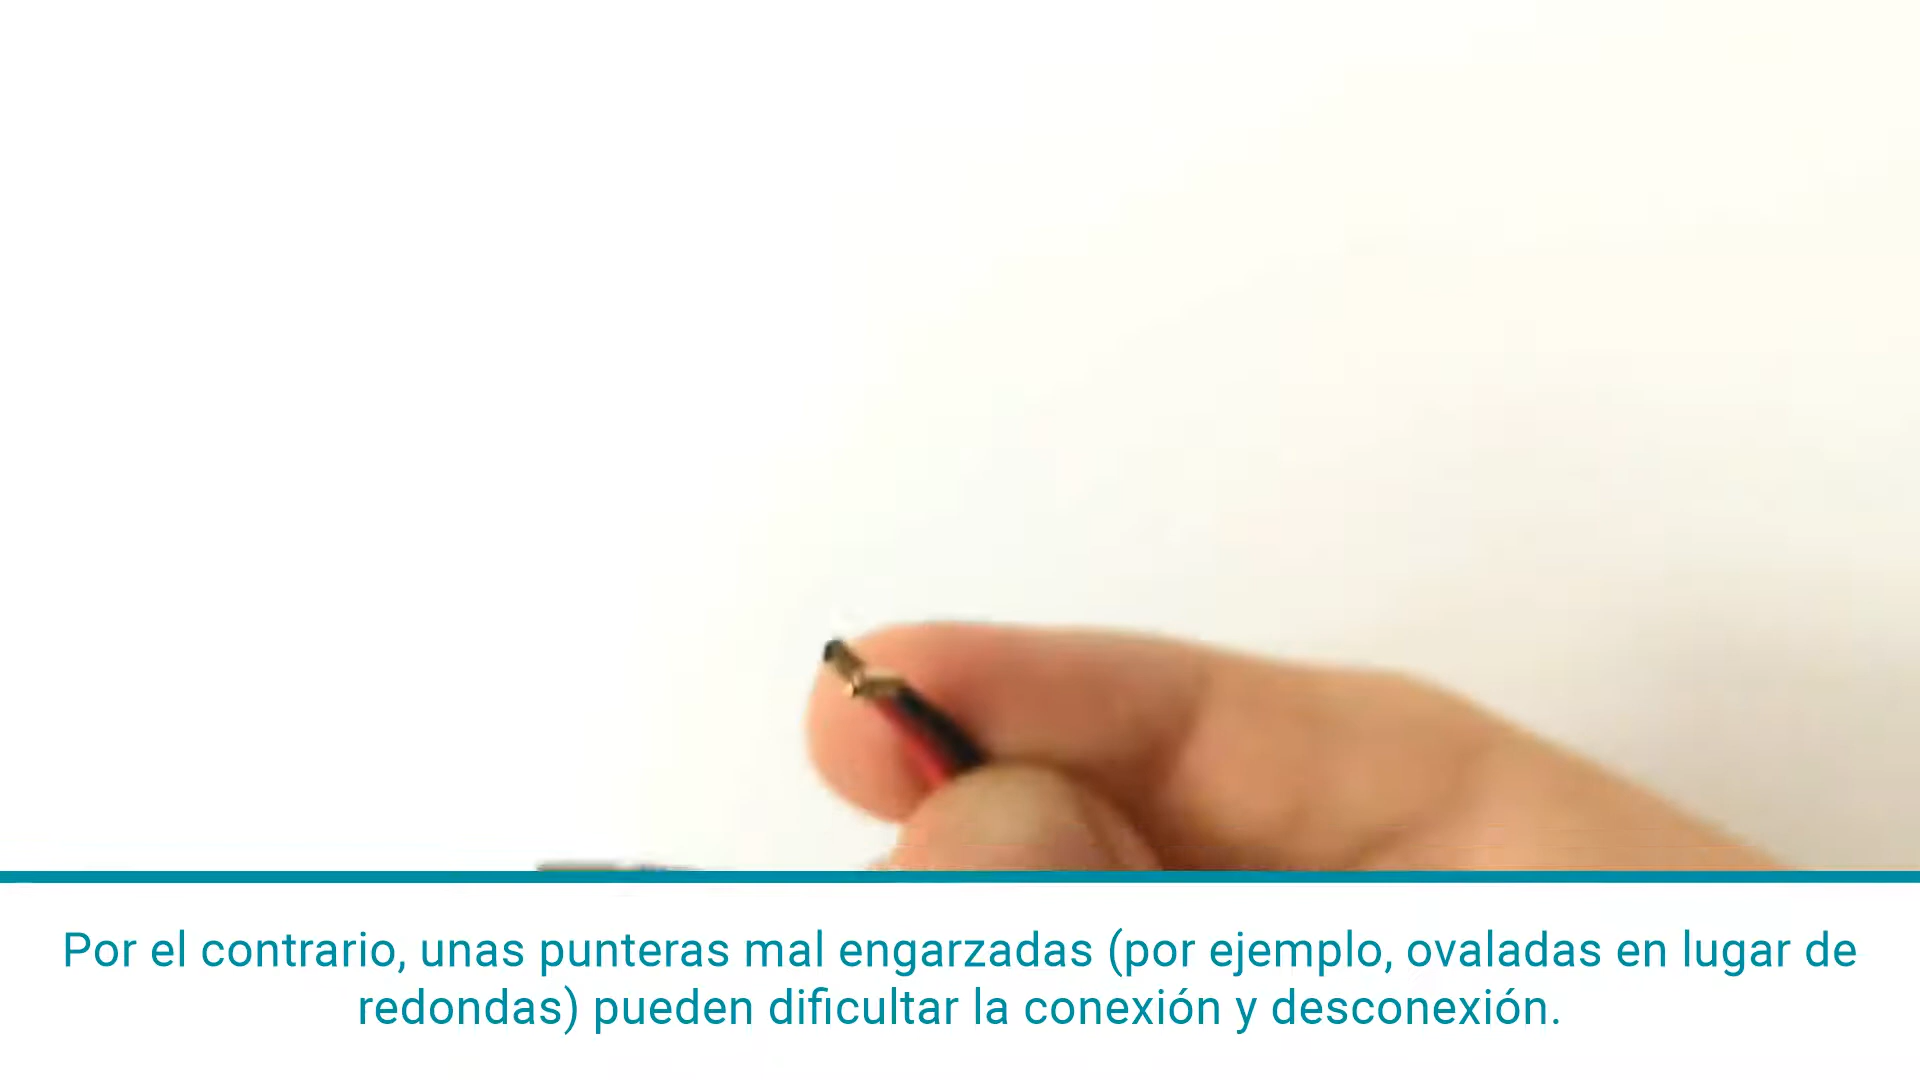 Por el contrario, unas punteras mal engarzadas (por ejemplo, ovaladas en lugar de
redondas) pueden dificultar la conexión y desconexión.